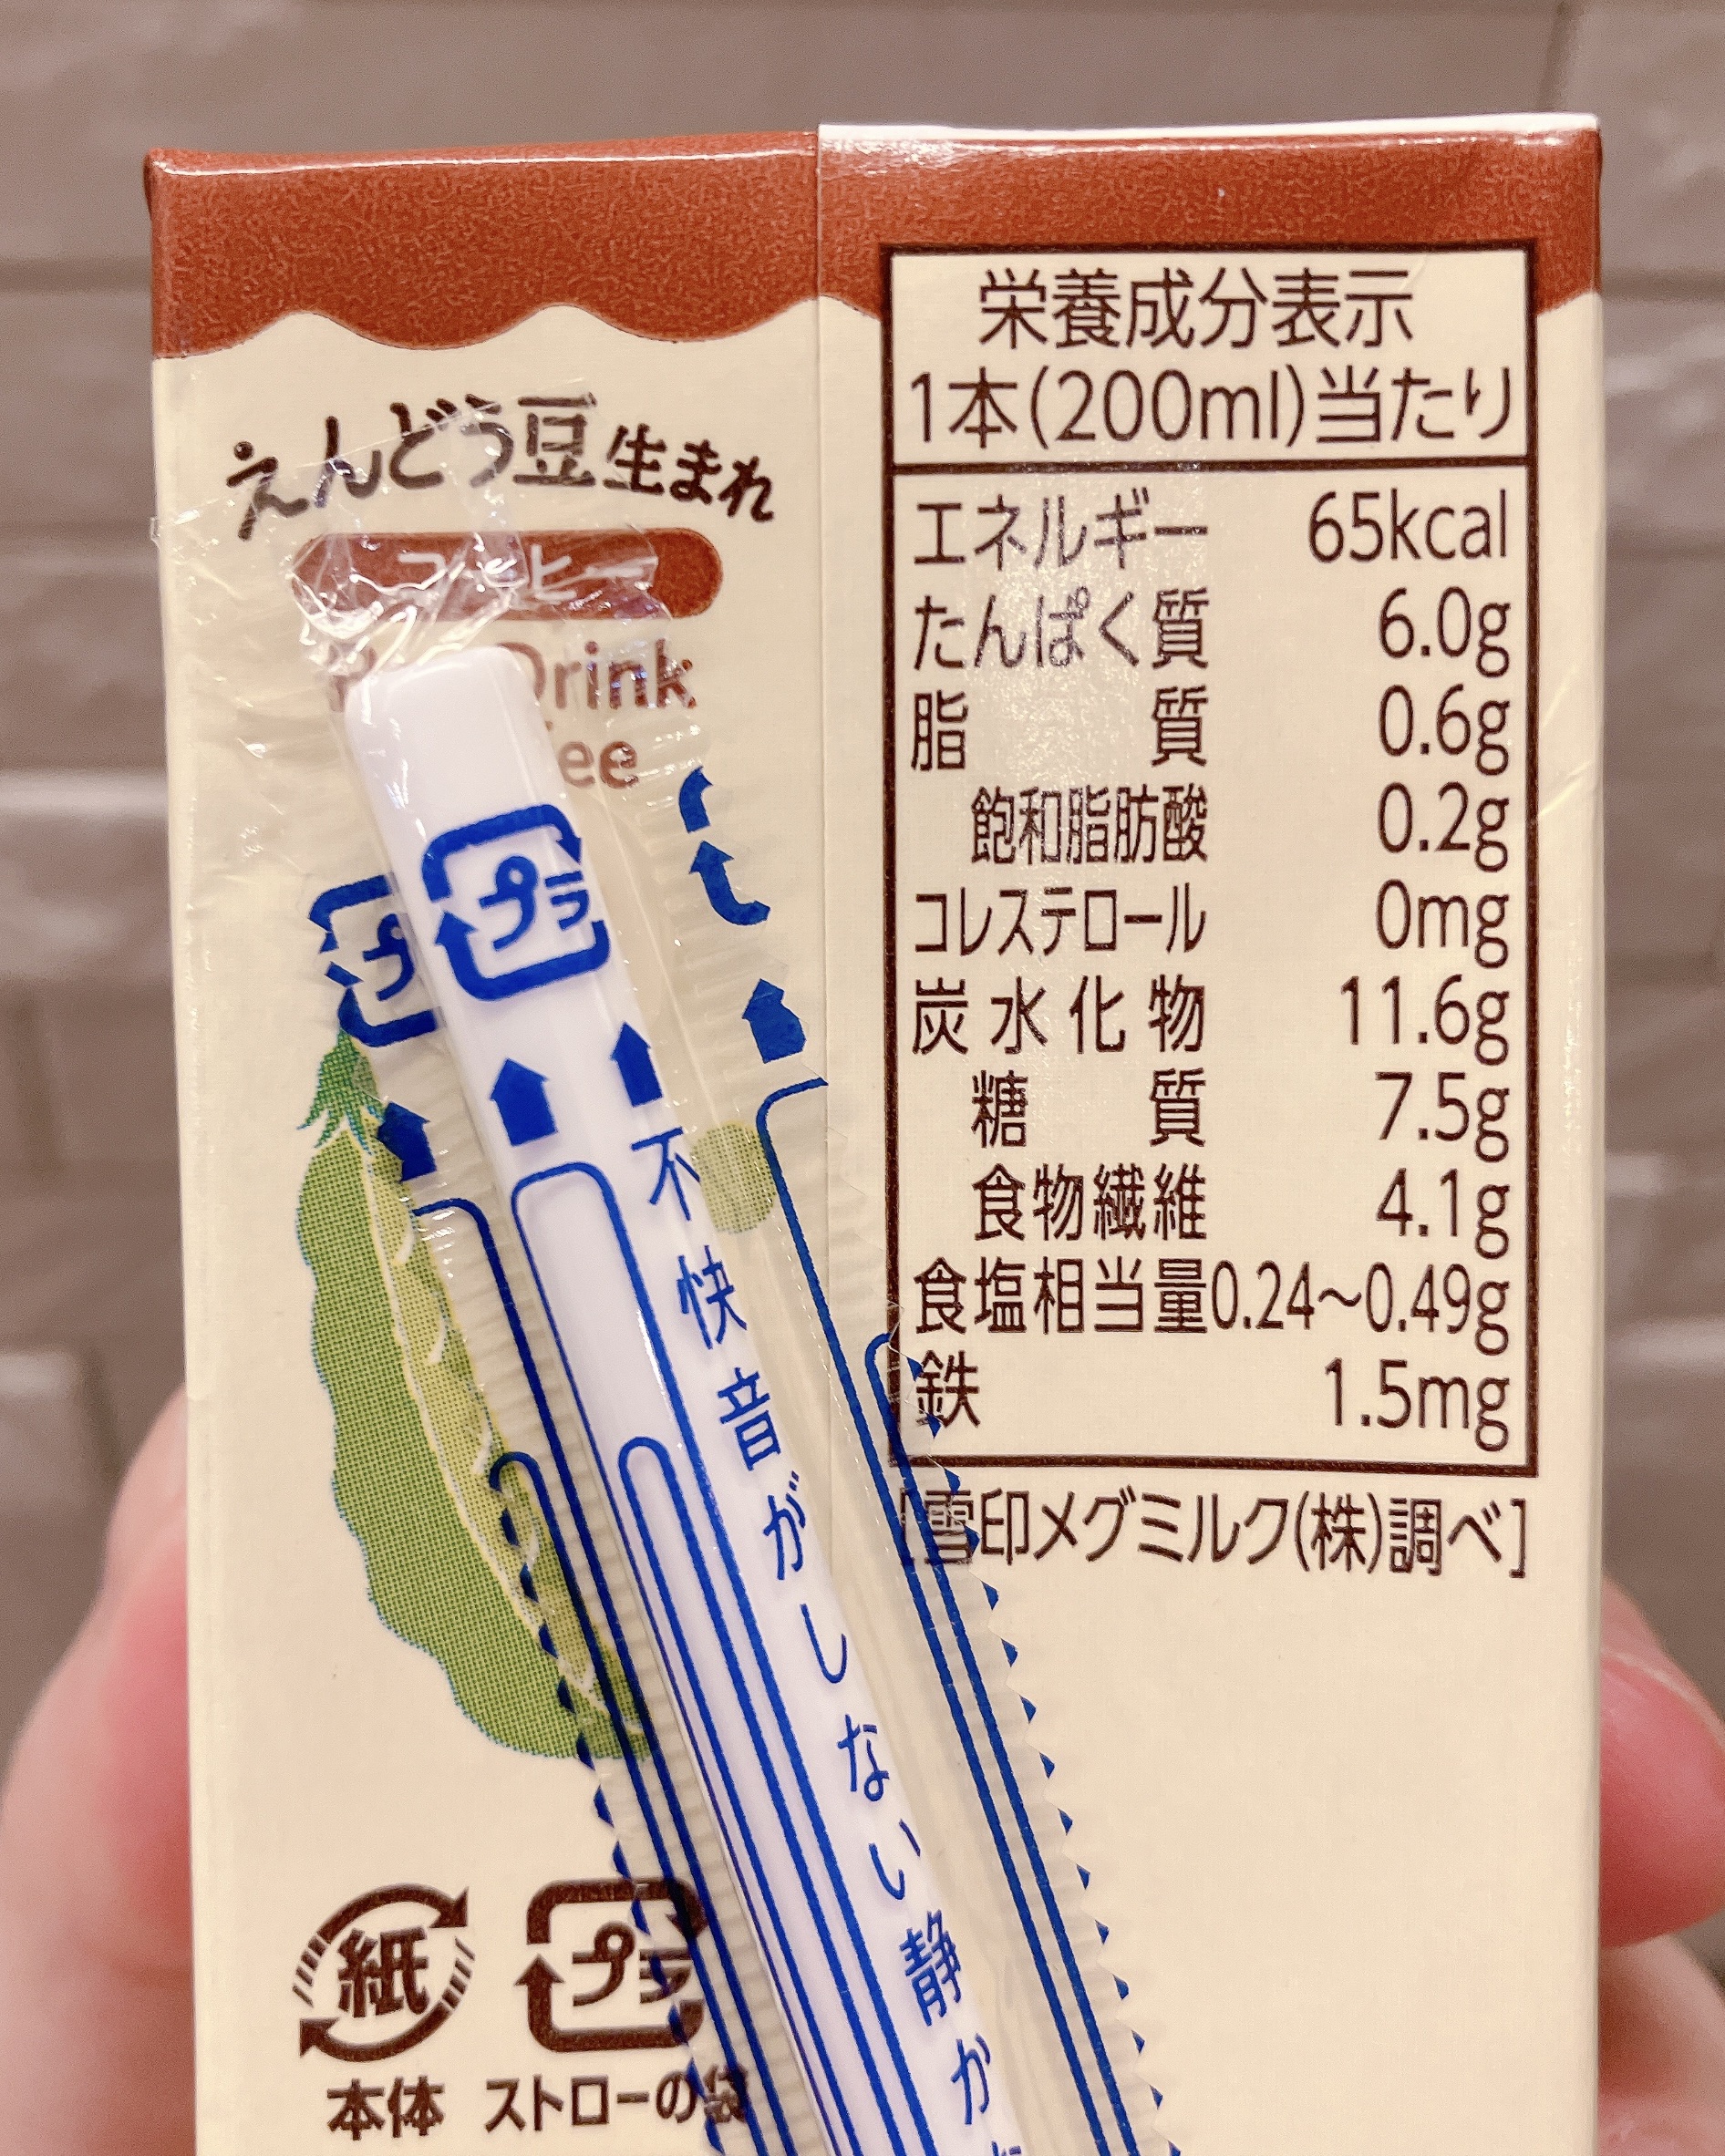 えんどう豆生まれ
コーヒー
Drink
プラ
プ
不快音がしない静か
紙
プラ
本体
ストローの袋
栄養成分表示
1本(200ml)当たり
エネルギー 65kcal
たんぱく質 6.0g
脂質 0.6g
飽和脂肪酸 0.2g
コレステロール 0mg
炭水化物 11.6g
糖質 7.5g
食物繊維 4.1g
食塩相当量0.24～0.49g
鉄 1.5mg
[雪印メグミルク(株)調べ]